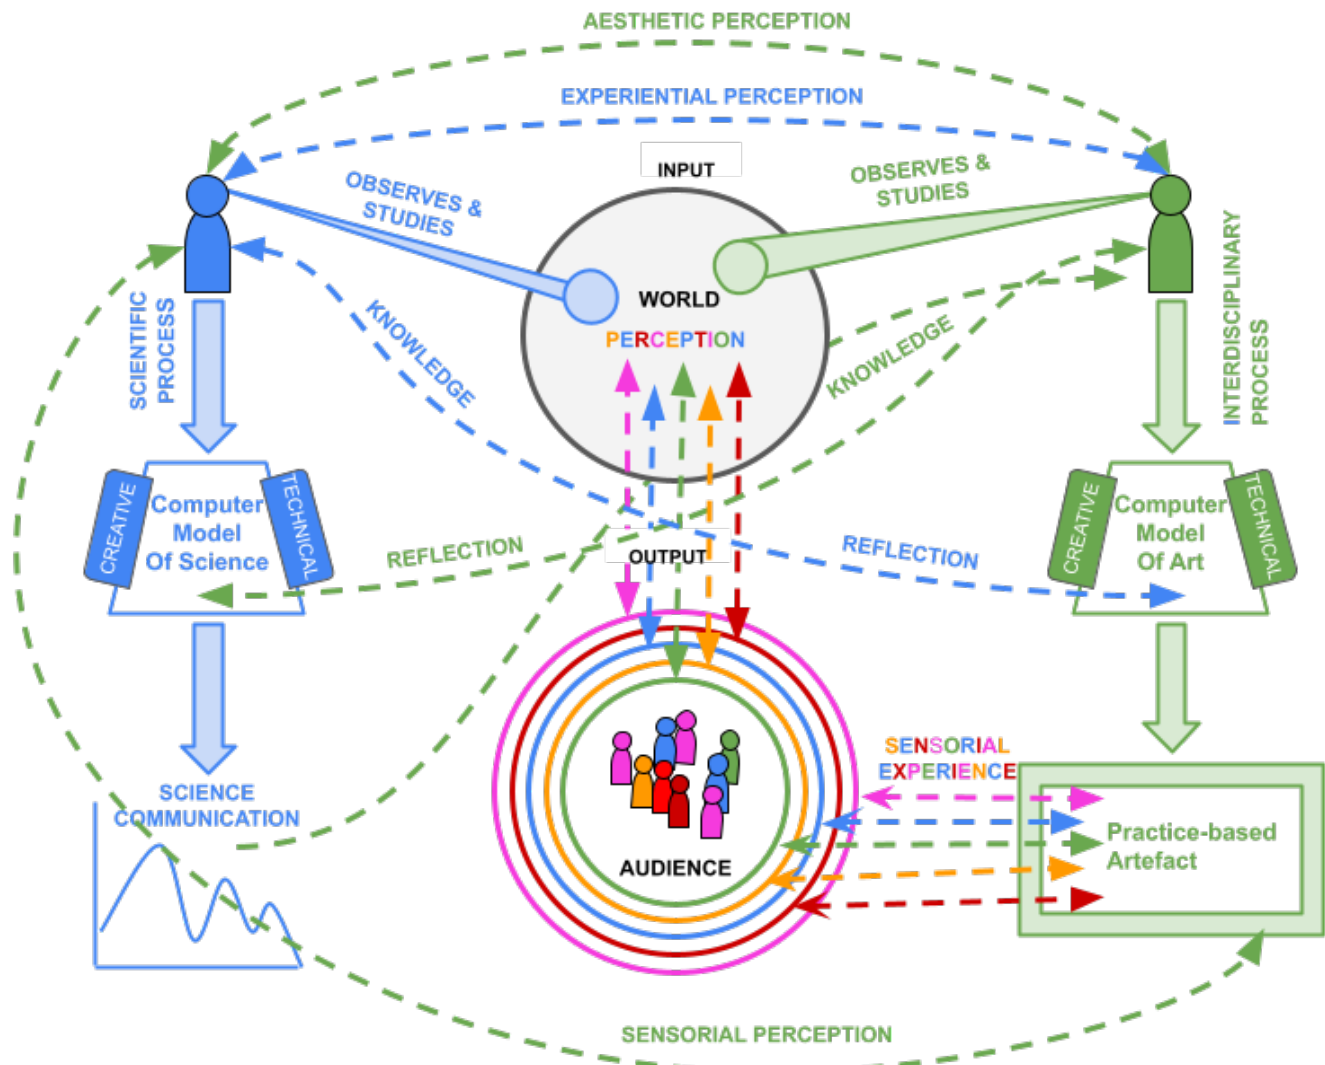 AESTHETIC PERCEPTION
EXPERIENTIAL PERCEPTION
INPUT
OBSERVES &
STUDIES
OBSERVES &
STUDIES
WORLD
PERCEPTION
SCIENTIFIC
PROCESS
KNOWLEDGE
KNOWLEDGE
INTERDISCIPLINARY
PROCESS
CREATIVE
Computer
Model
Of Science
TECHNICAL
REFLECTION
OUTPUT
REFLECTION
CREATIVE
Computer
Model
Of Art
TECHNICAL
SCIENCE
COMMUNICATION
AUDIENCE
SENSORIAL
EXPERIENCE
Practice-based
Artefact
SENSORIAL PERCEPTION